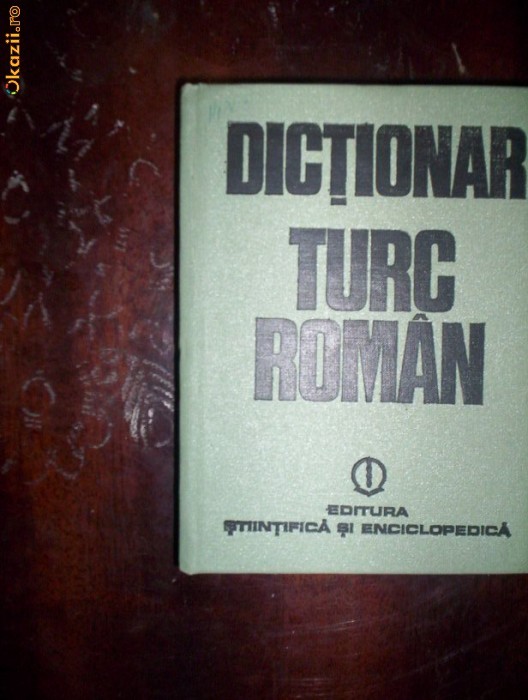 Okazii.ro
DICȚIONAR
TURC
ROMÂN
EDITURA
ȘTIINȚIFICĂ ȘI ENCICLOPEDICĂ